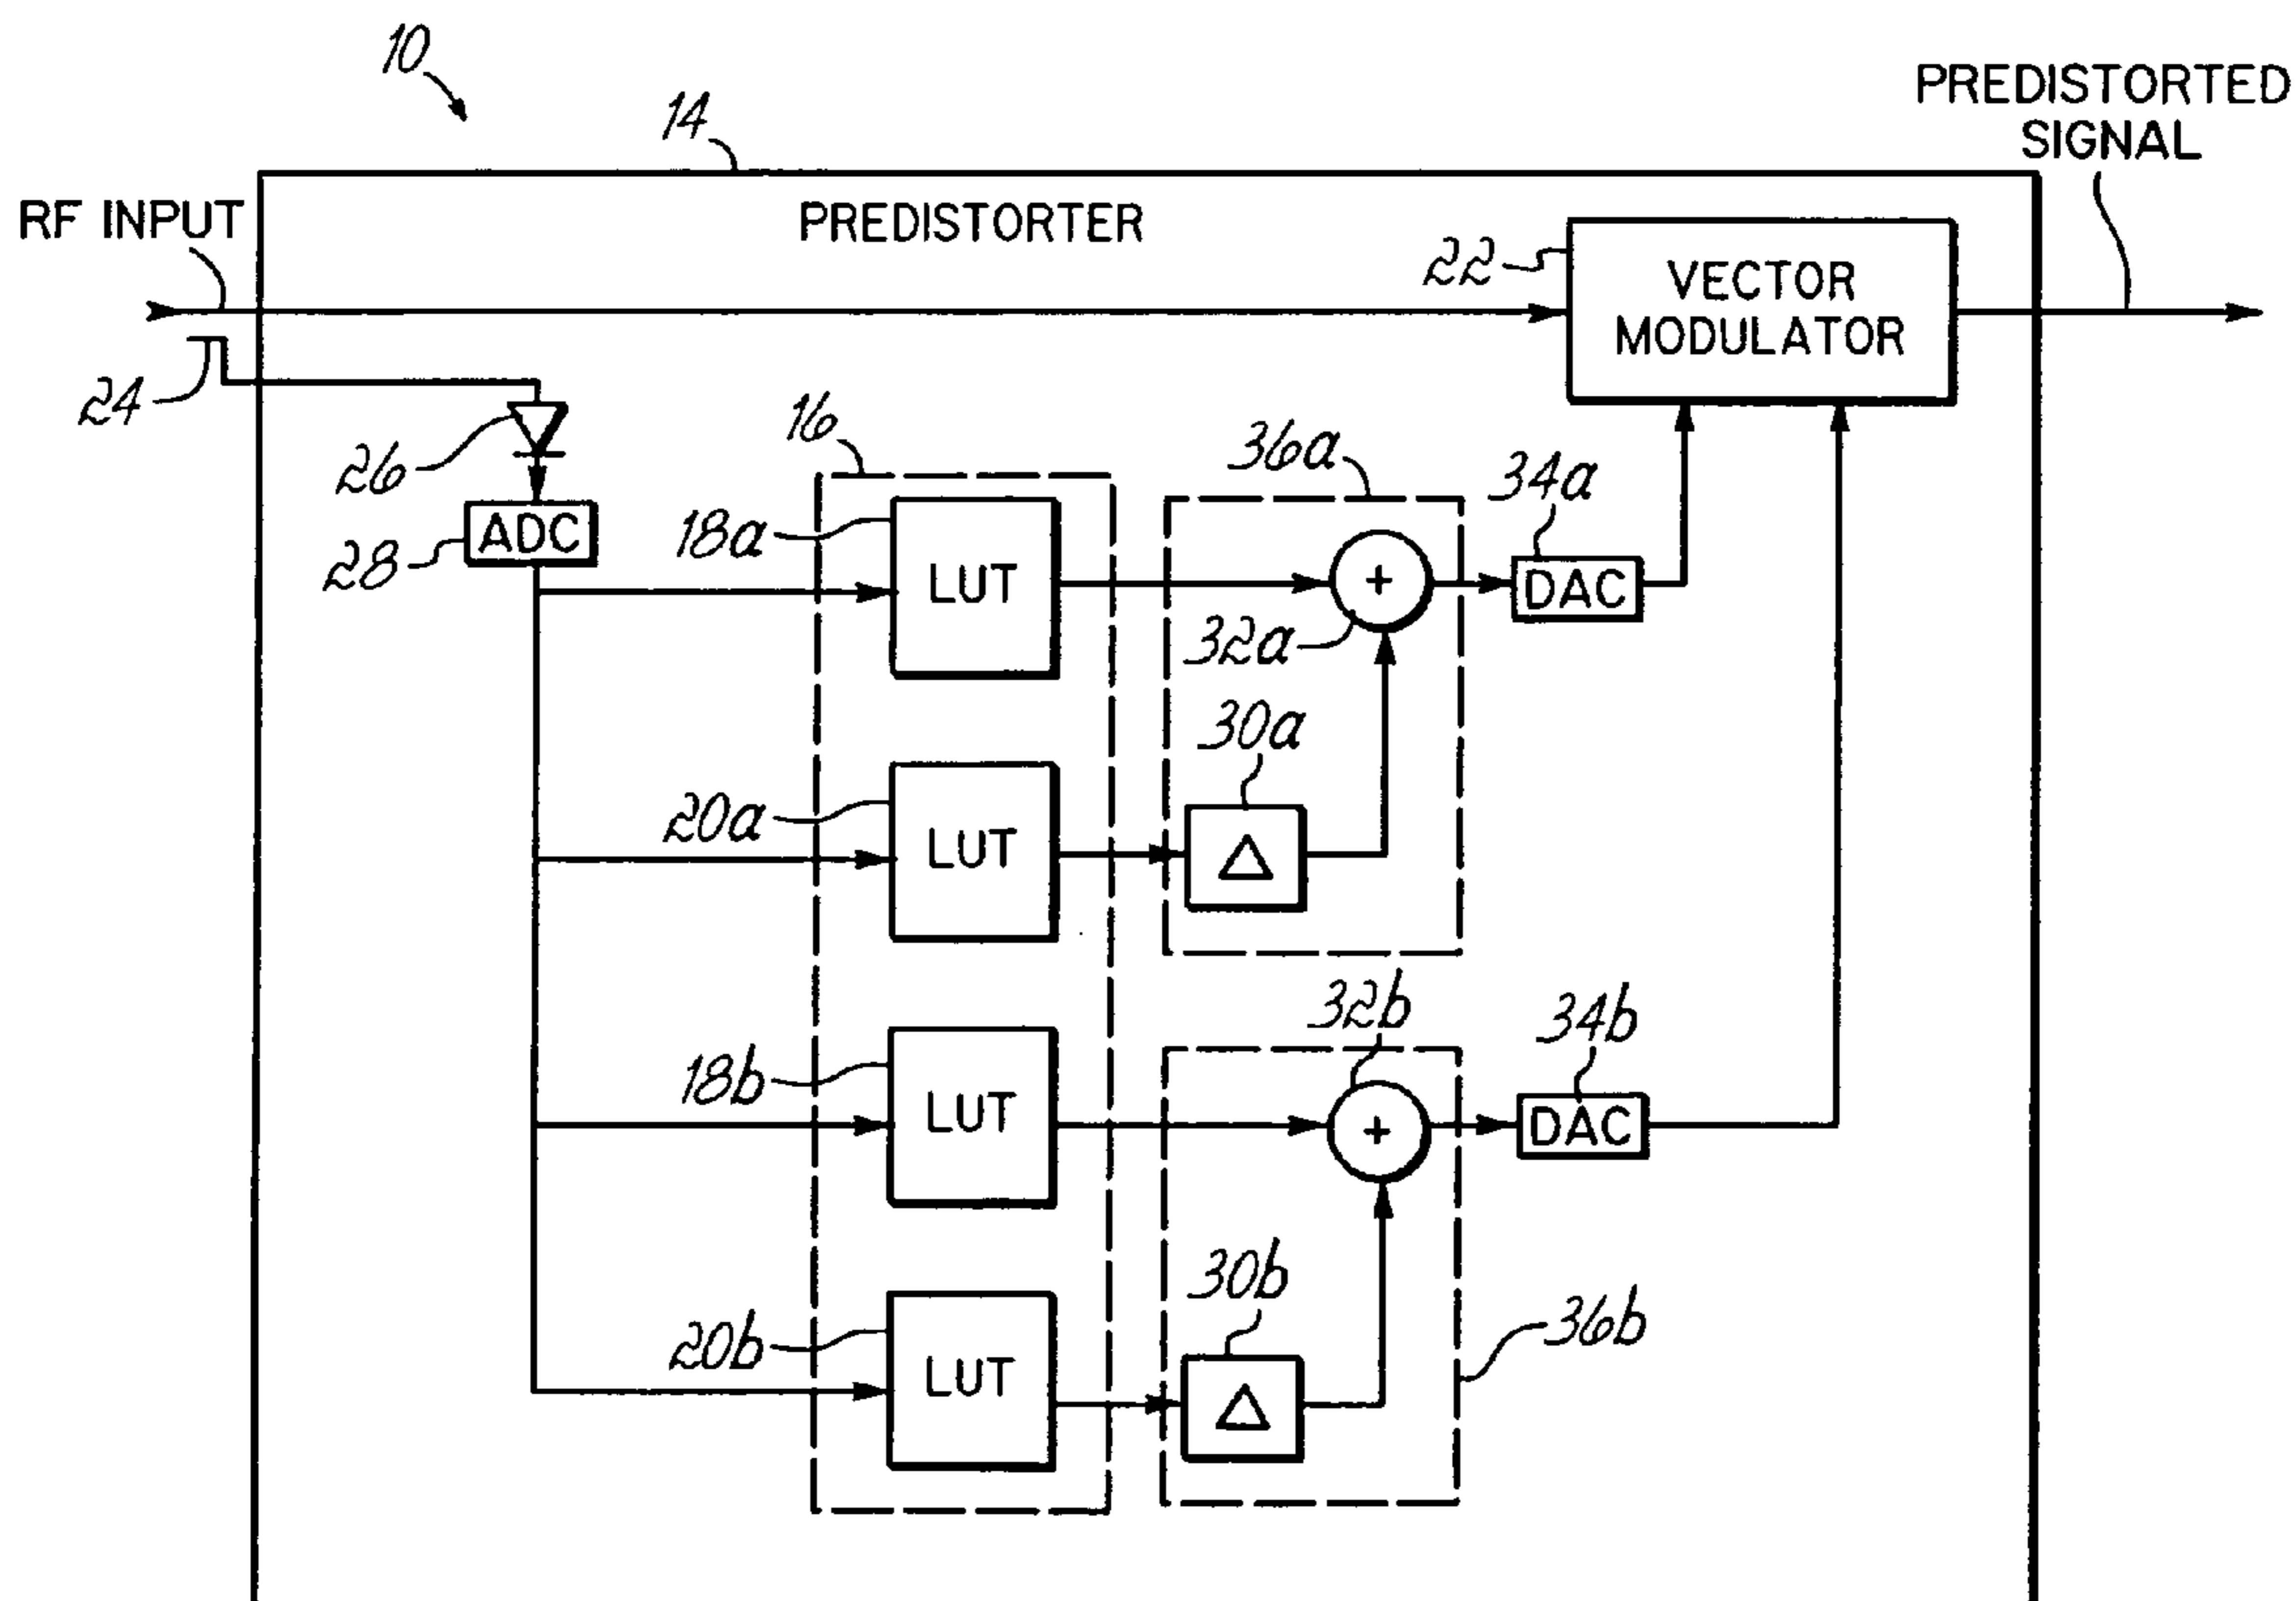 10
14
PREDISTORTED
SIGNAL
RF INPUT
PREDISTORTER
22
VECTOR
MODULATOR
24
26
16
36a
34a
ADC
28
18a
LUT
+
DAC
32a
30a
20a
LUT
Δ
32b
34b
18b
LUT
+
DAC
30b
36b
20b
LUT
Δ